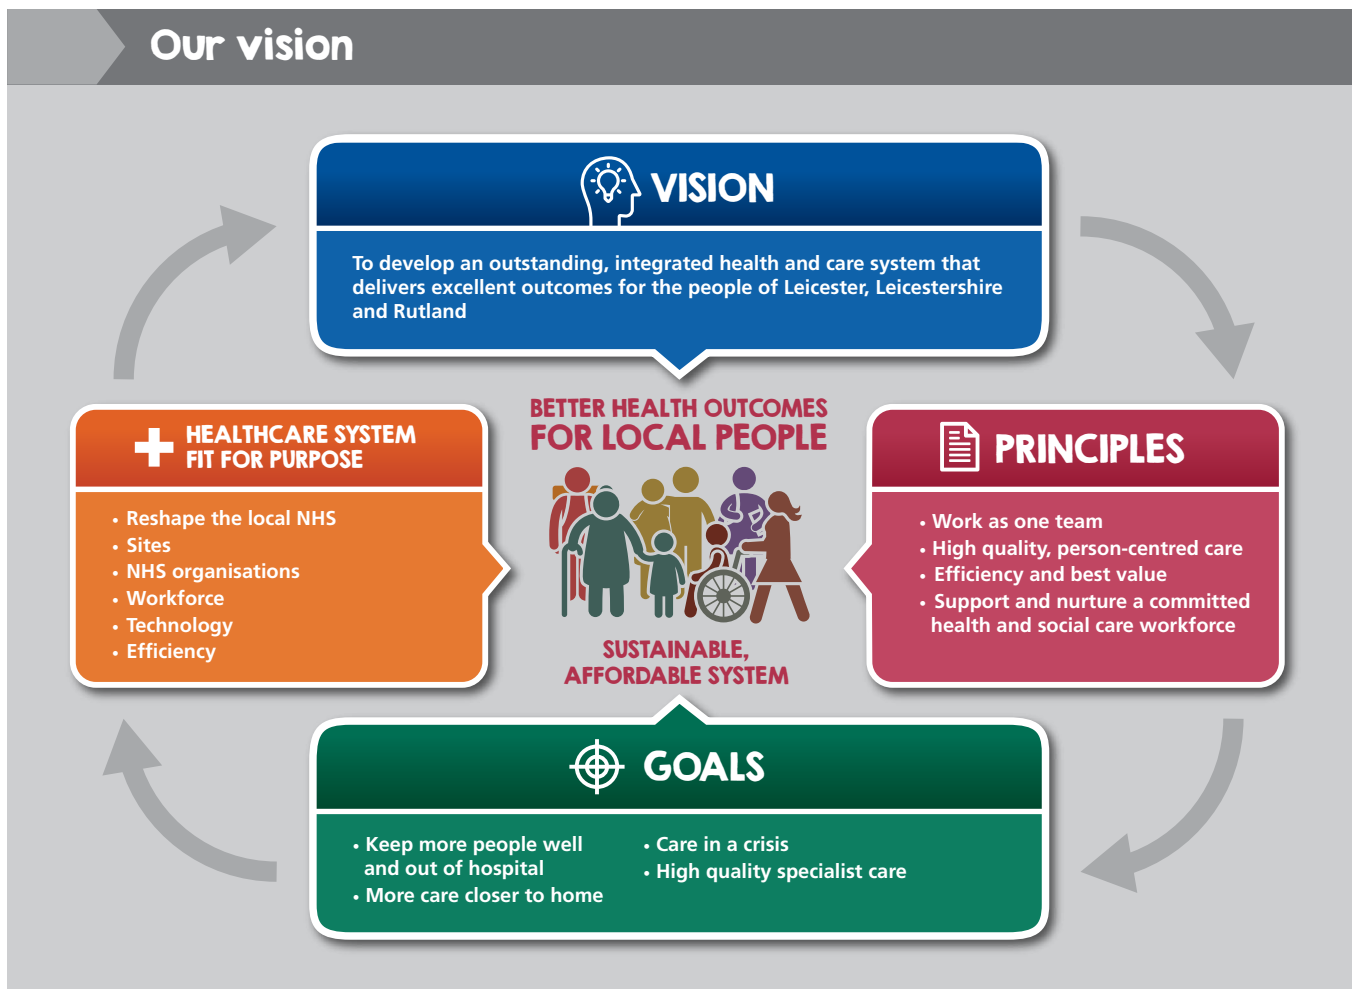 Our vision
VISION
To develop an outstanding, integrated health and care system that
delivers excellent outcomes for the people of Leicester, Leicestershire
and Rutland
BETTER HEALTH OUTCOMES
FOR LOCAL PEOPLE
SUSTAINABLE,
AFFORDABLE SYSTEM
PRINCIPLES
• Work as one team
• High quality, person-centred care
• Efficiency and best value
• Support and nurture a committed
health and social care workforce
GOALS
• Keep more people well
and out of hospital
• More care closer to home
• Care in a crisis
• High quality specialist care
HEALTHCARE SYSTEM
FIT FOR PURPOSE
• Reshape the local NHS
• Sites
• NHS organisations
• Workforce
• Technology
• Efficiency